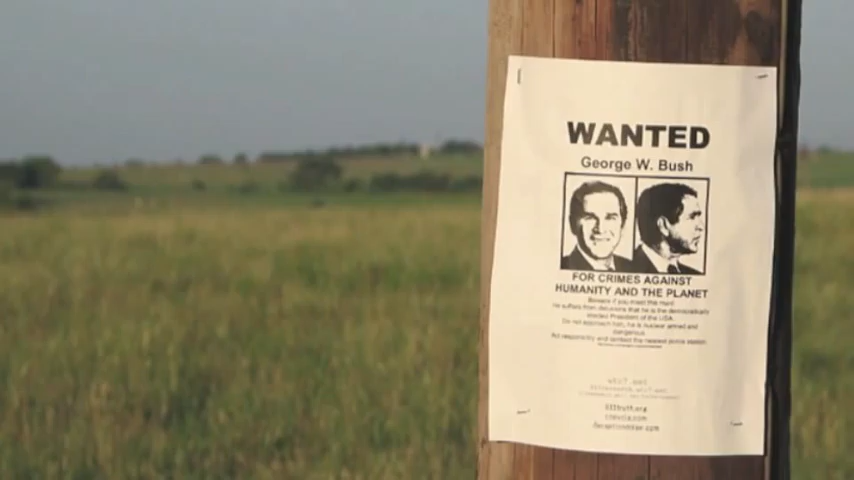 WANTED
George W. Bush
FOR CRIMES AGAINST
HUMANITY AND THE PLANET
Beware if you meet this man!
He suffers from delusions that he is the democratically
elected President of the USA.
Do not approach him, he is nuclear armed and
dangerous.
Act responsibly and contact the nearest police station